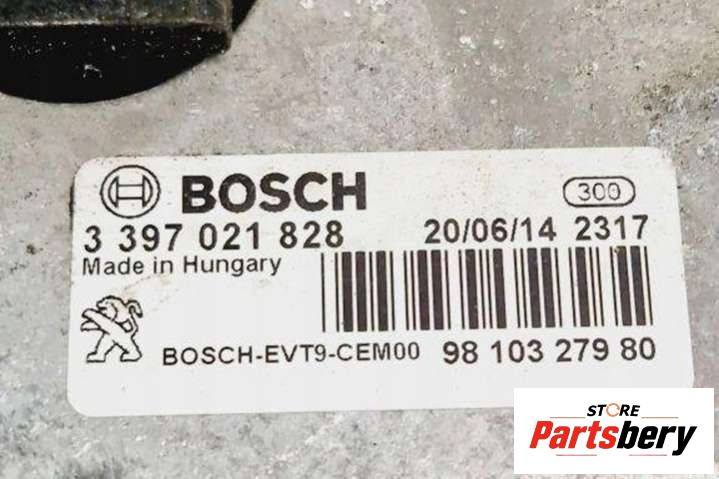 BOSCH 300
3 397 021 828 20/06/14 2317
Made in Hungary
BOSCH-EVT9-CEM00 98 103 279 80
STORE
Partsbery